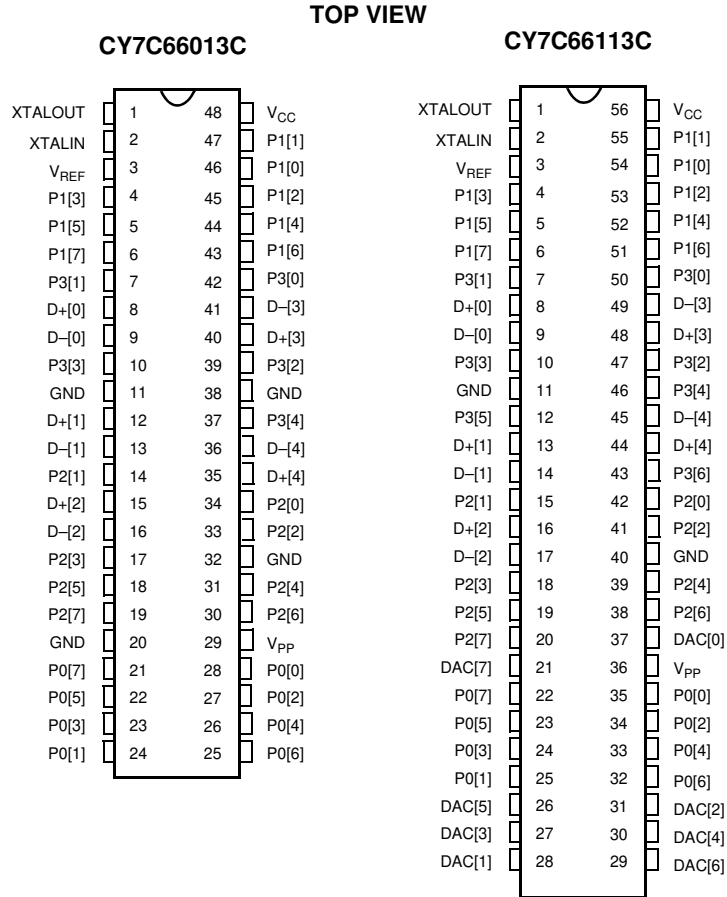 TOP VIEW
CY7C66013C
XTALOUT 1 48 VCC
XTALIN 2 47 P1[1]
VREF 3 46 P1[0]
P1[3] 4 45 P1[2]
P1[5] 5 44 P1[4]
P1[7] 6 43 P1[6]
P3[1] 7 42 P3[0]
D+[0] 8 41 D–[3]
D–[0] 9 40 D+[3]
P3[3] 10 39 P3[2]
GND 11 38 GND
D+[1] 12 37 P3[4]
D–[1] 13 36 D–[4]
P2[1] 14 35 D+[4]
D+[2] 15 34 P2[0]
D–[2] 16 33 P2[2]
P2[3] 17 32 GND
P2[5] 18 31 P2[4]
P2[7] 19 30 P2[6]
GND 20 29 VPP
P0[7] 21 28 P0[0]
P0[5] 22 27 P0[2]
P0[3] 23 26 P0[4]
P0[1] 24 25 P0[6]
CY7C66113C
XTALOUT 1 56 VCC
XTALIN 2 55 P1[1]
VREF 3 54 P1[0]
P1[3] 4 53 P1[2]
P1[5] 5 52 P1[4]
P1[7] 6 51 P1[6]
P3[1] 7 50 P3[0]
D+[0] 8 49 D–[3]
D–[0] 9 48 D+[3]
P3[3] 10 47 P3[2]
GND 11 46 P3[4]
P3[5] 12 45 D–[4]
D+[1] 13 44 D+[4]
D–[1] 14 43 P3[6]
P2[1] 15 42 P2[0]
D+[2] 16 41 P2[2]
D–[2] 17 40 GND
P2[3] 18 39 P2[4]
P2[5] 19 38 P2[6]
P2[7] 20 37 DAC[0]
DAC[7] 21 36 VPP
P0[7] 22 35 P0[0]
P0[5] 23 34 P0[2]
P0[3] 24 33 P0[4]
P0[1] 25 32 P0[6]
DAC[5] 26 31 DAC[2]
DAC[3] 27 30 DAC[4]
DAC[1] 28 29 DAC[6]